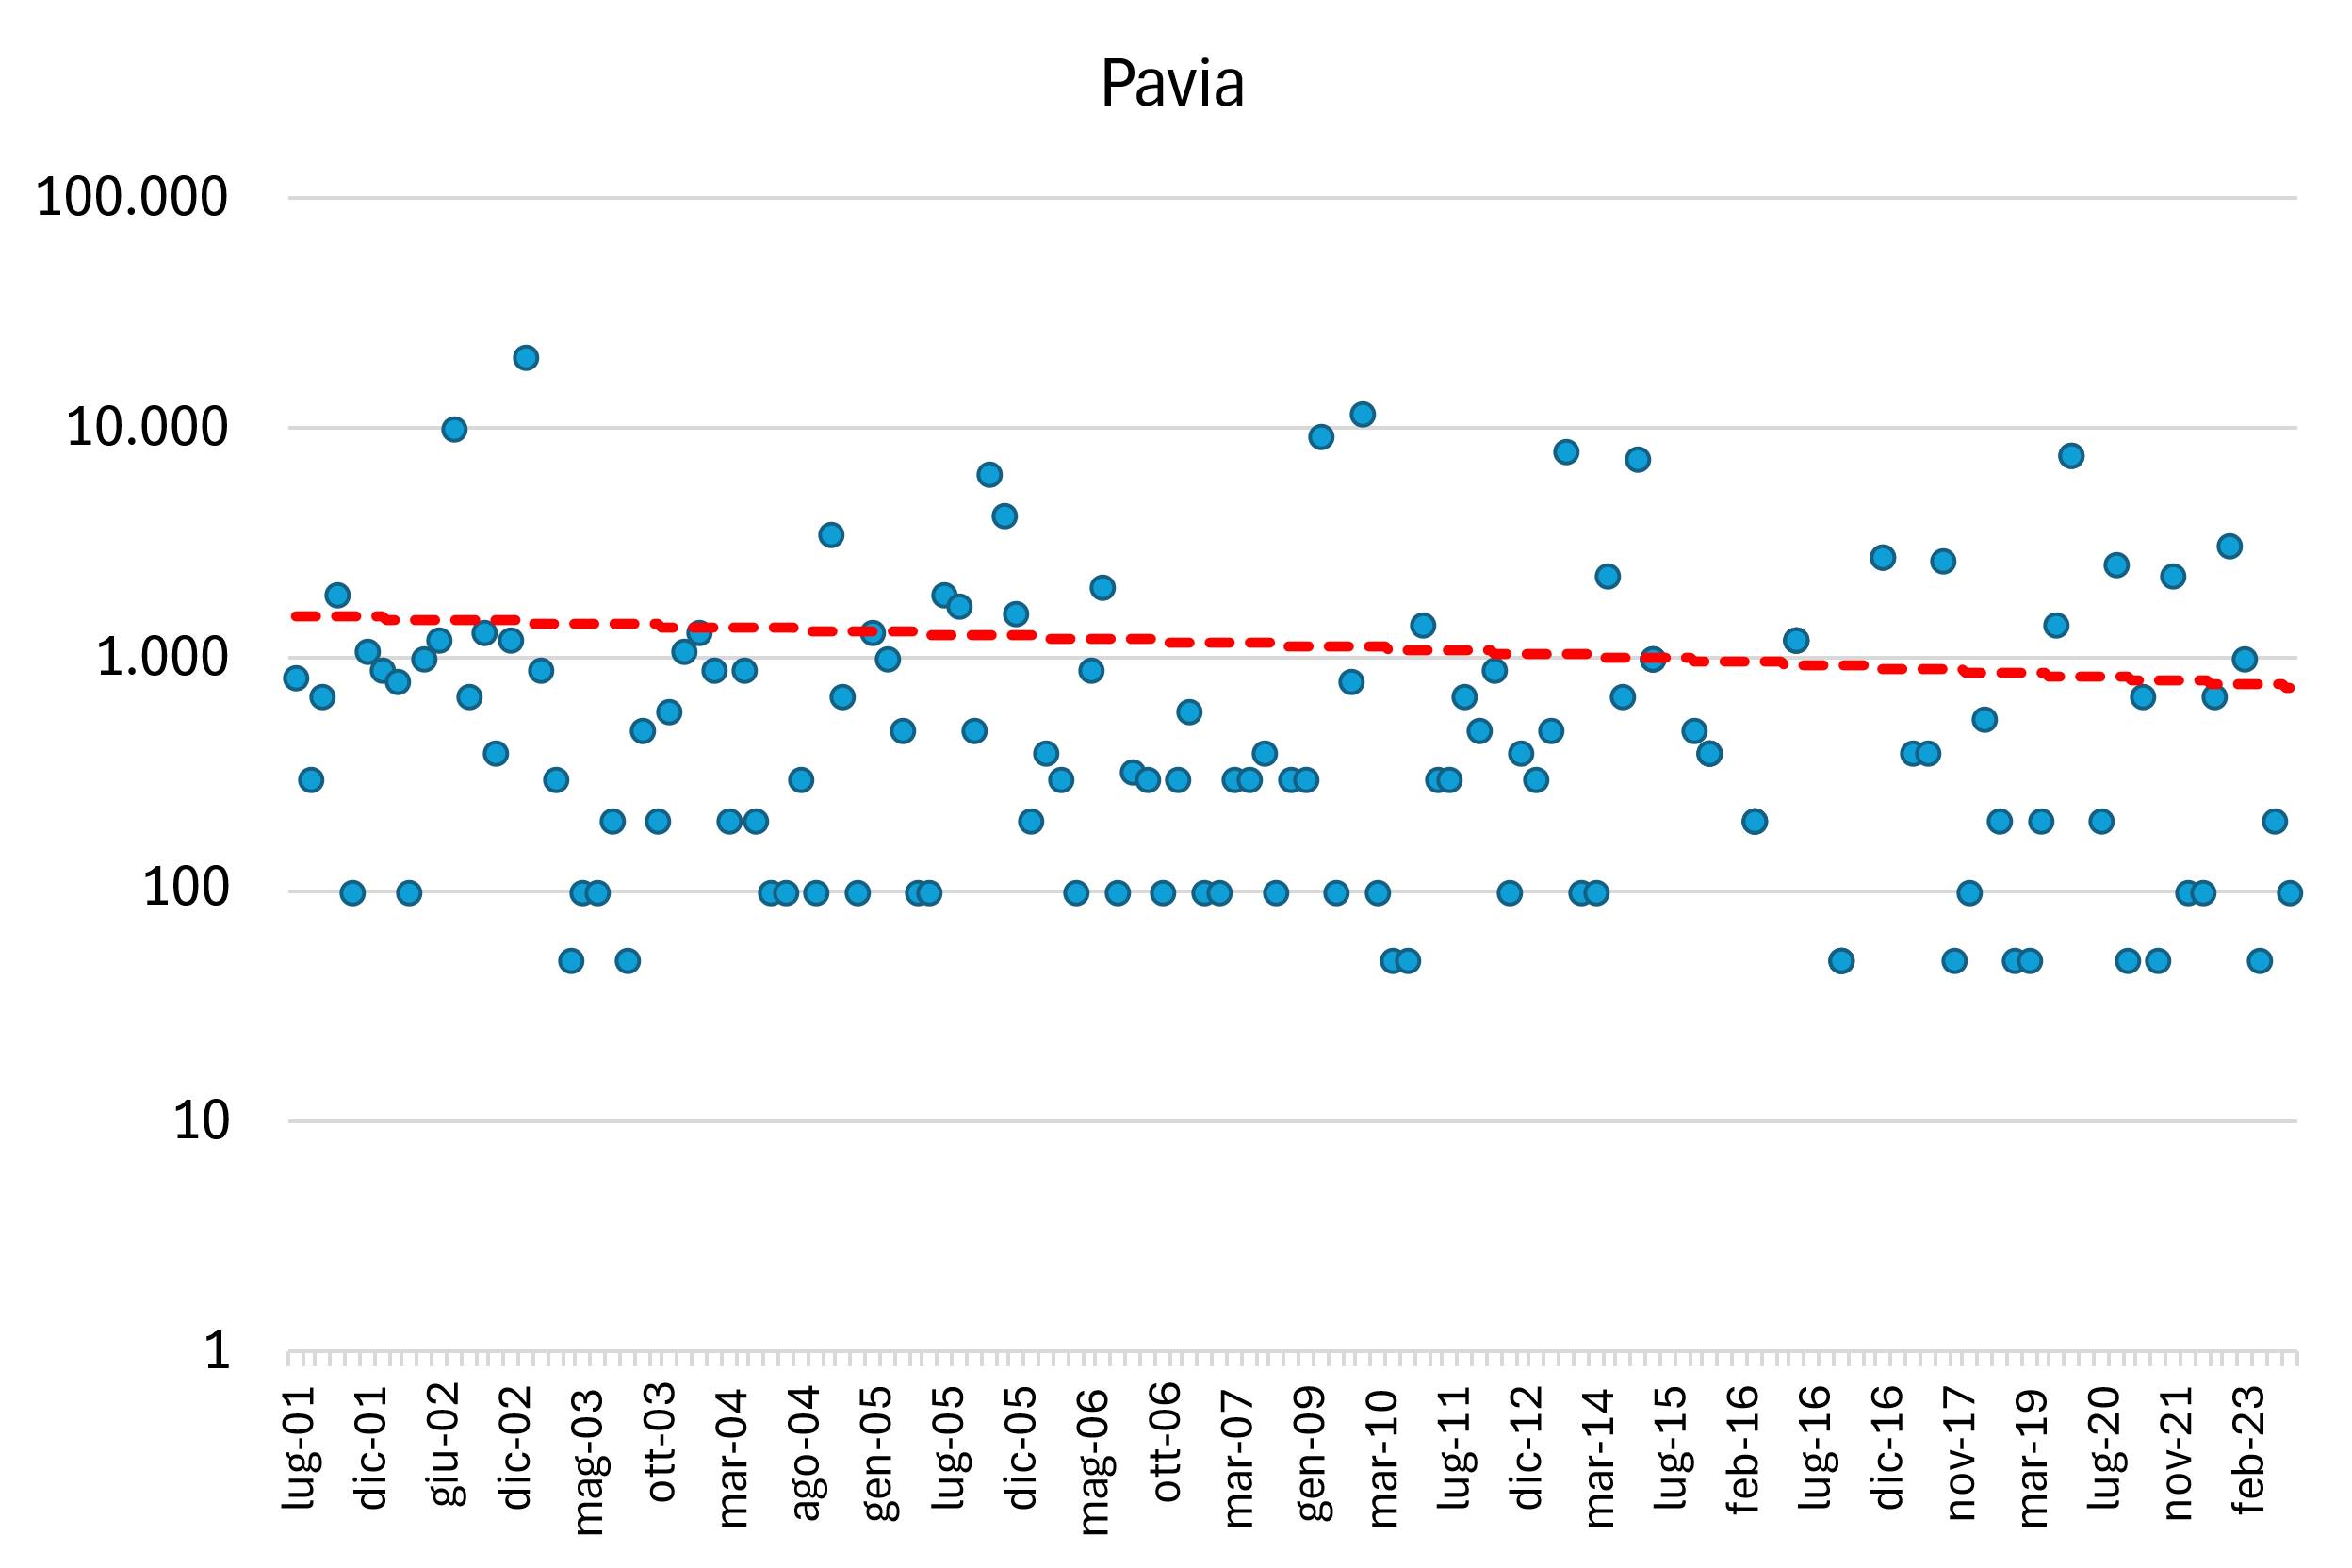 Pavia
100.000
10.000
1.000
100
10
1
lug-01
dic-01
giu-02
dic-02
mag-03
ott-03
mar-04
ago-04
gen-05
lug-05
dic-05
mag-06
ott-06
mar-07
gen-09
mar-10
lug-11
dic-12
mar-14
lug-15
feb-16
lug-16
dic-16
nov-17
mar-19
lug-20
nov-21
feb-23